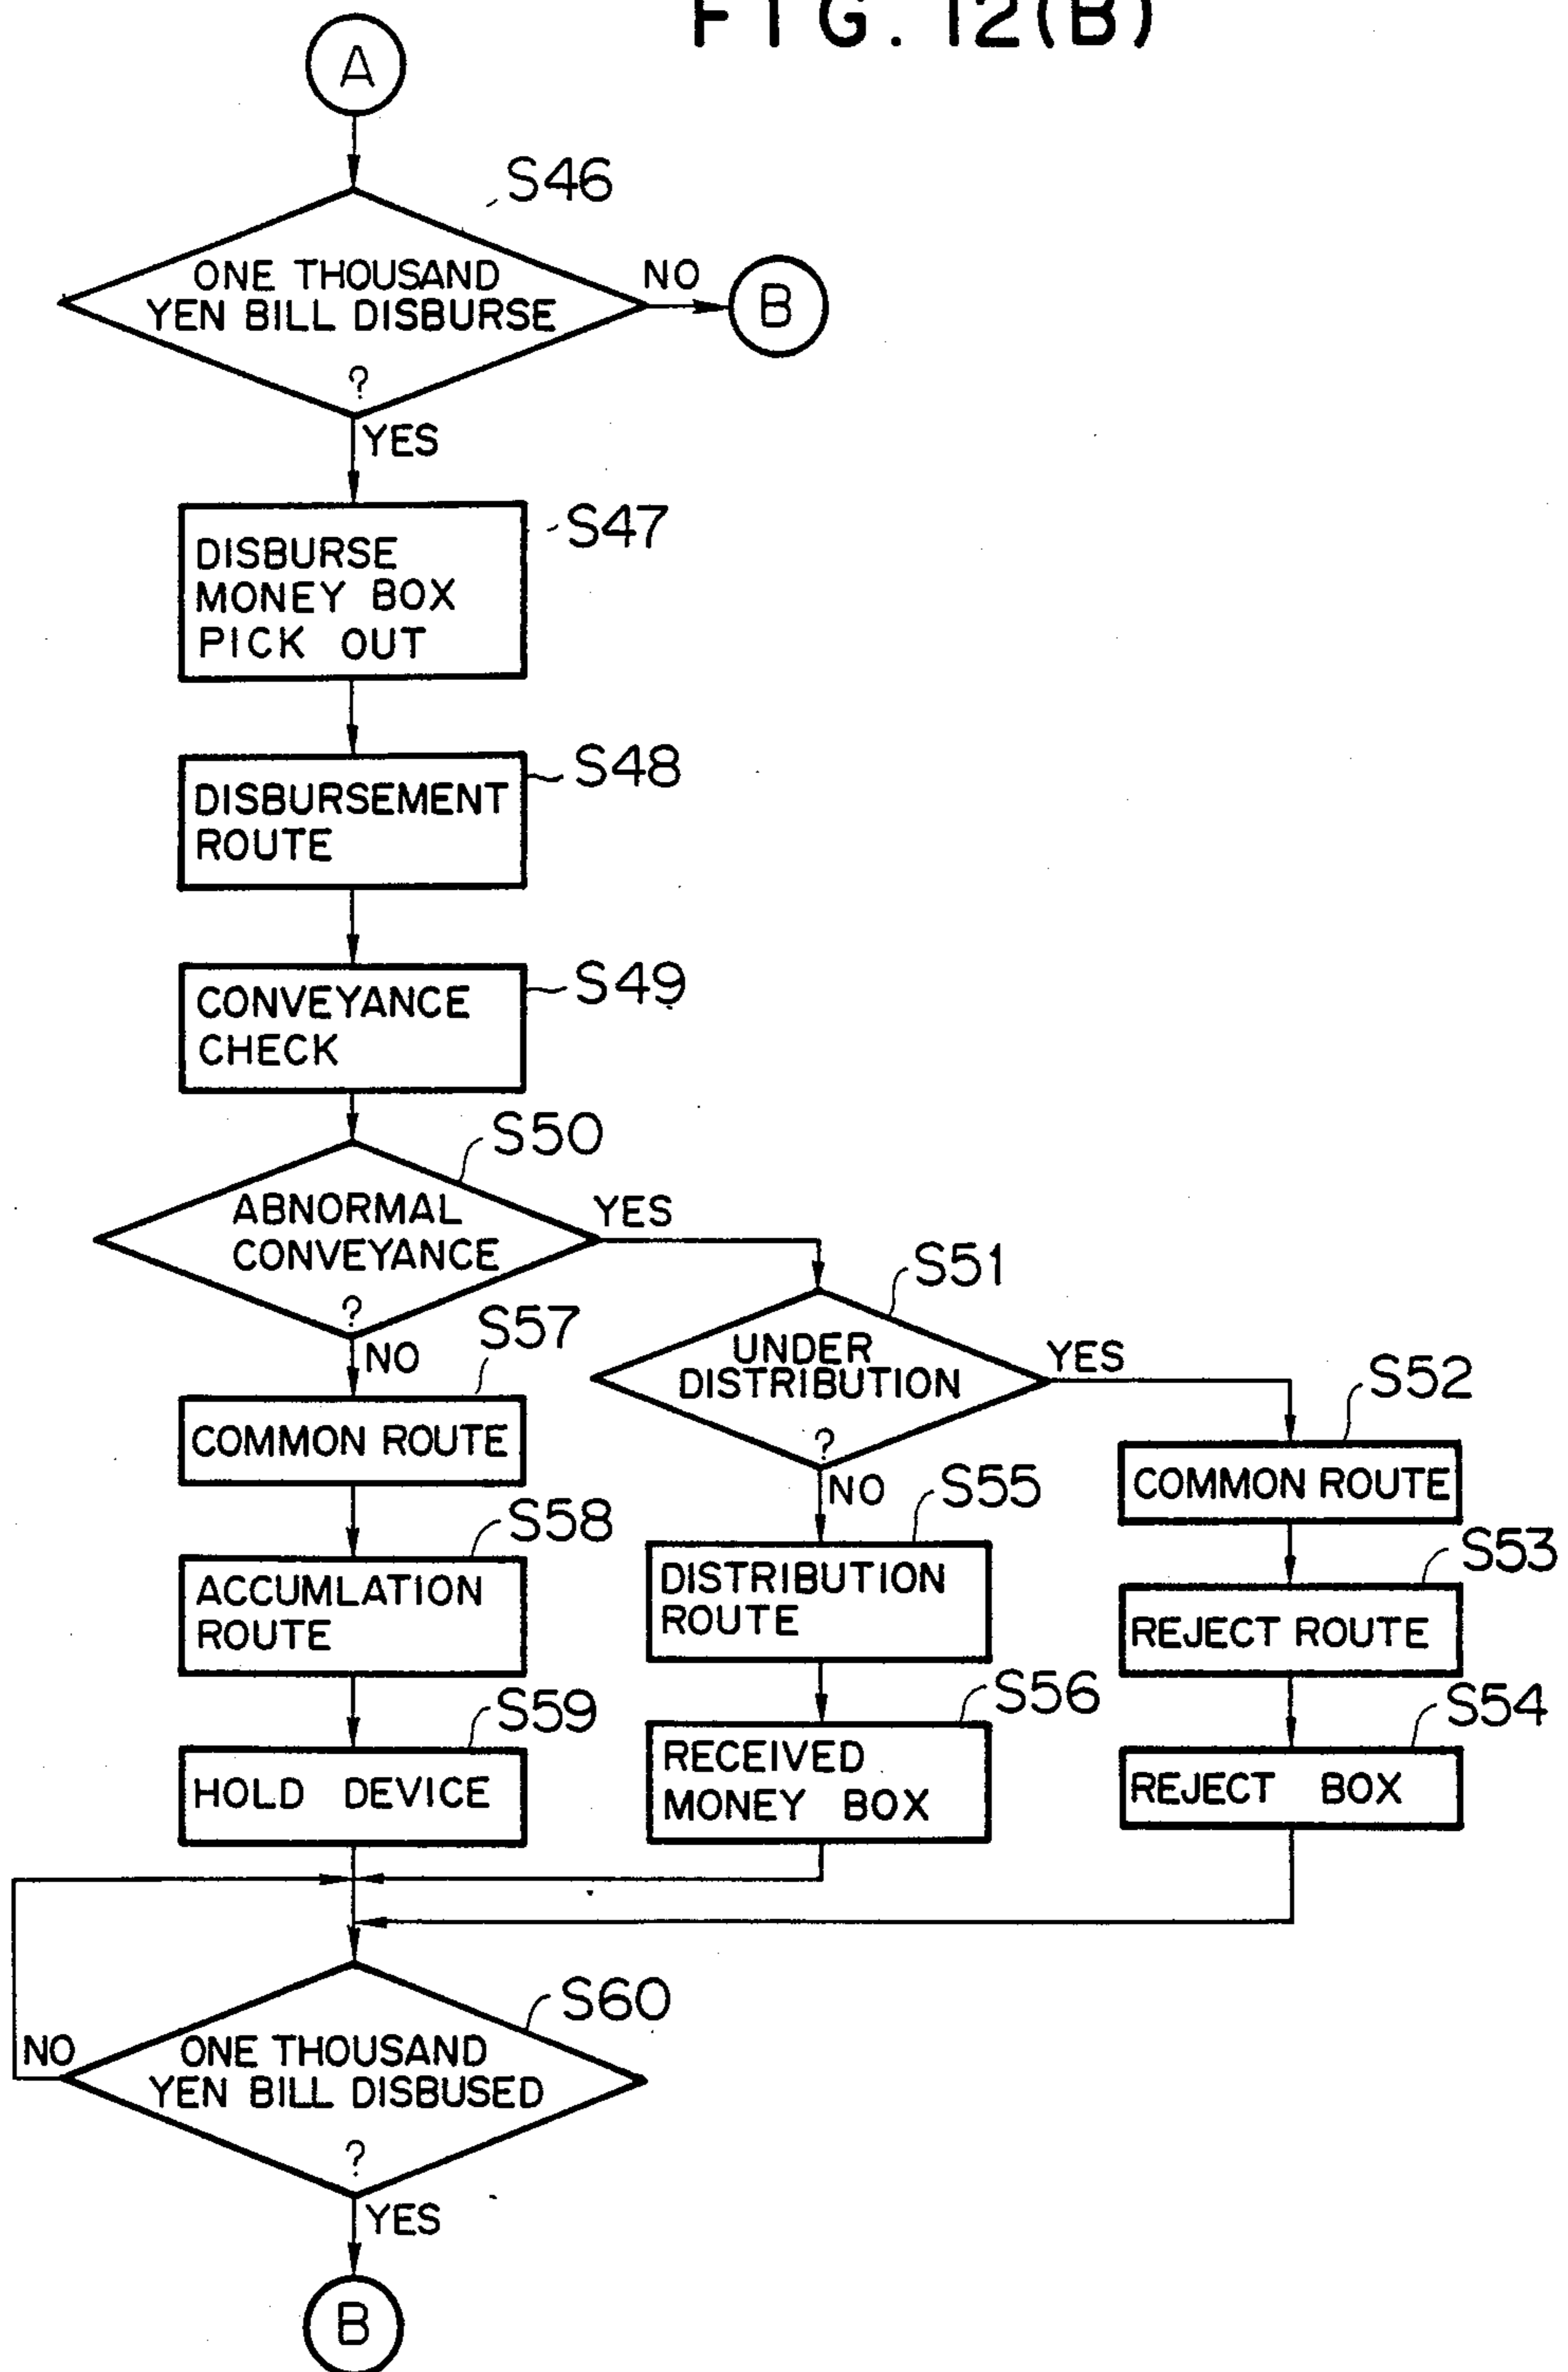 FIG. 12(B)
A
S46
ONE THOUSAND
YEN BILL DISBURSE
?
NO
B
YES
S47
DISBURSE
MONEY BOX
PICK OUT
S48
DISBURSEMENT
ROUTE
S49
CONVEYANCE
CHECK
S50
ABNORMAL
CONVEYANCE
?
YES
NO
S51
UNDER
DISTRIBUTION
?
YES
NO
S57
COMMON ROUTE
S52
COMMON ROUTE
S58
ACCUMLATION
ROUTE
S55
DISTRIBUTION
ROUTE
S53
REJECT ROUTE
S59
HOLD DEVICE
S56
RECEIVED
MONEY BOX
S54
REJECT BOX
S60
ONE THOUSAND
YEN BILL DISBUSED
?
NO
YES
B